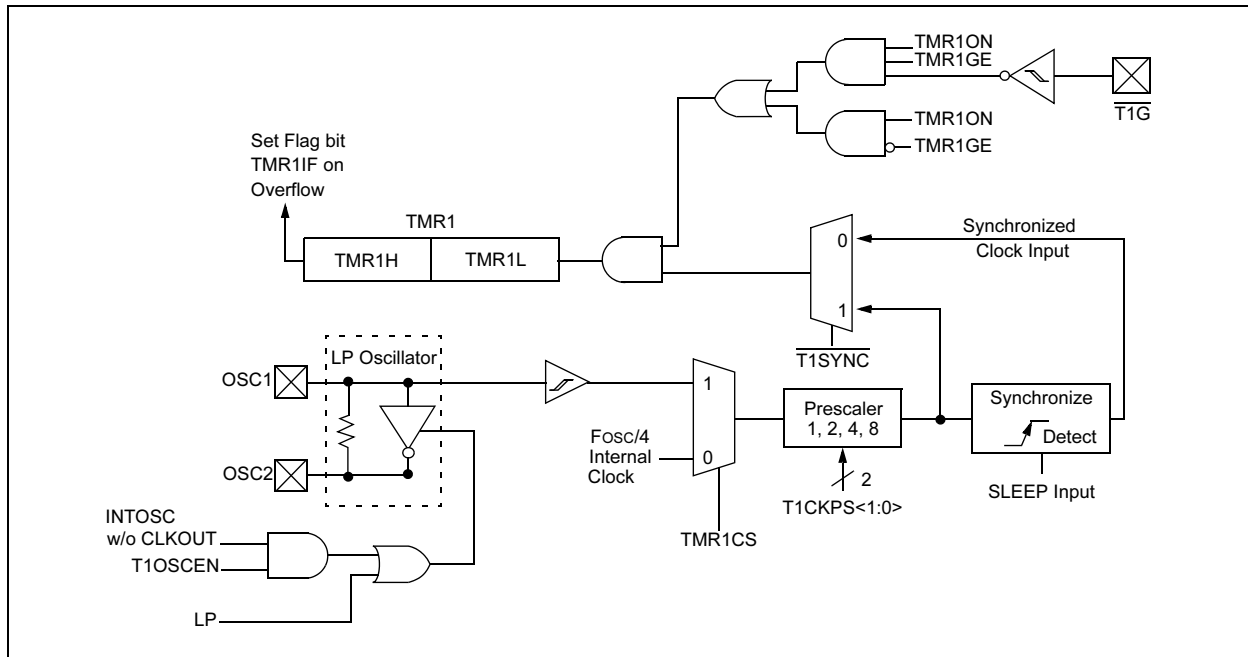 TMR1ON
TMR1GE
T1G
TMR1ON
TMR1GE
Set Flag bit
TMR1IF on
Overflow
TMR1
TMR1H
TMR1L
0
1
T1SYNC
Synchronized
Clock Input
LP Oscillator
OSC1
OSC2
1
0
FOSC/4
Internal
Clock
TMR1CS
Prescaler
1, 2, 4, 8
2
T1CKPS<1:0>
Synchronize
Detect
SLEEP Input
INTOSC
w/o CLKOUT
T1OSCEN
LP